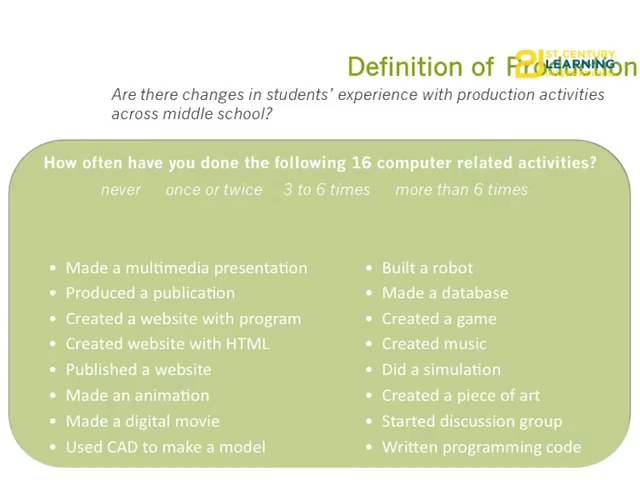 Definition of Production
21 ST CENTURY
LEARNING
Are there changes in students' experience with production activities
across middle school?
How often have you done the following 16 computer related activities?
never once or twice 3 to 6 times more than 6 times
• Made a multimedia presentation
• Produced a publication
• Created a website with program
• Created website with HTML
• Published a website
• Made an animation
• Made a digital movie
• Used CAD to make a model
• Built a robot
• Made a database
• Created a game
• Created music
• Did a simulation
• Created a piece of art
• Started discussion group
• Written programming code